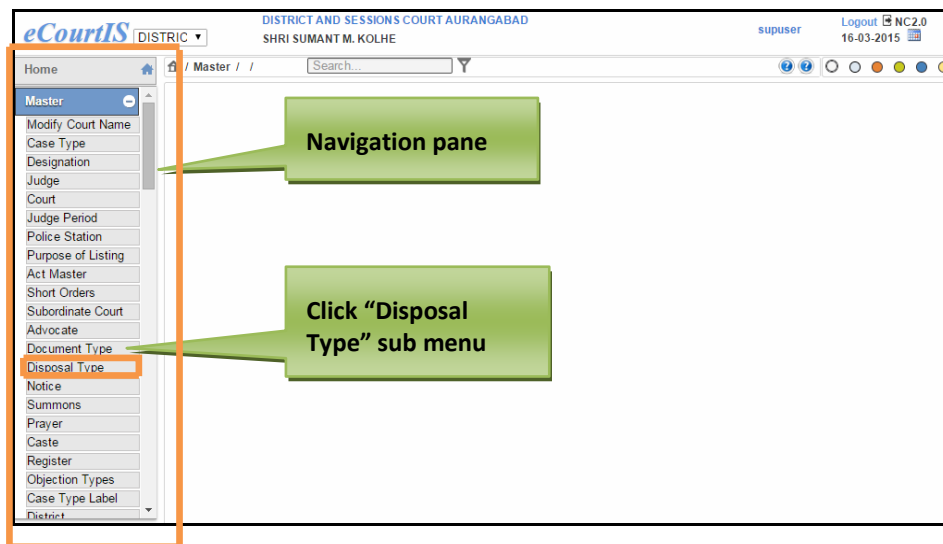 eCourtIS DISTRIC
DISTRICT AND SESSIONS COURT AURANGABAD
SHRI SUMANT M. KOLHE
supuser
Logout NC2.0
16-03-2015
Home
/ Master / /
Search...
Master
Modify Court Name
Case Type
Designation
Judge
Court
Judge Period
Police Station
Purpose of Listing
Act Master
Short Orders
Subordinate Court
Advocate
Document Type
Disposal Type
Notice
Summons
Prayer
Caste
Register
Objection Types
Case Type Label
District
Navigation pane
Click “Disposal
Type” sub menu